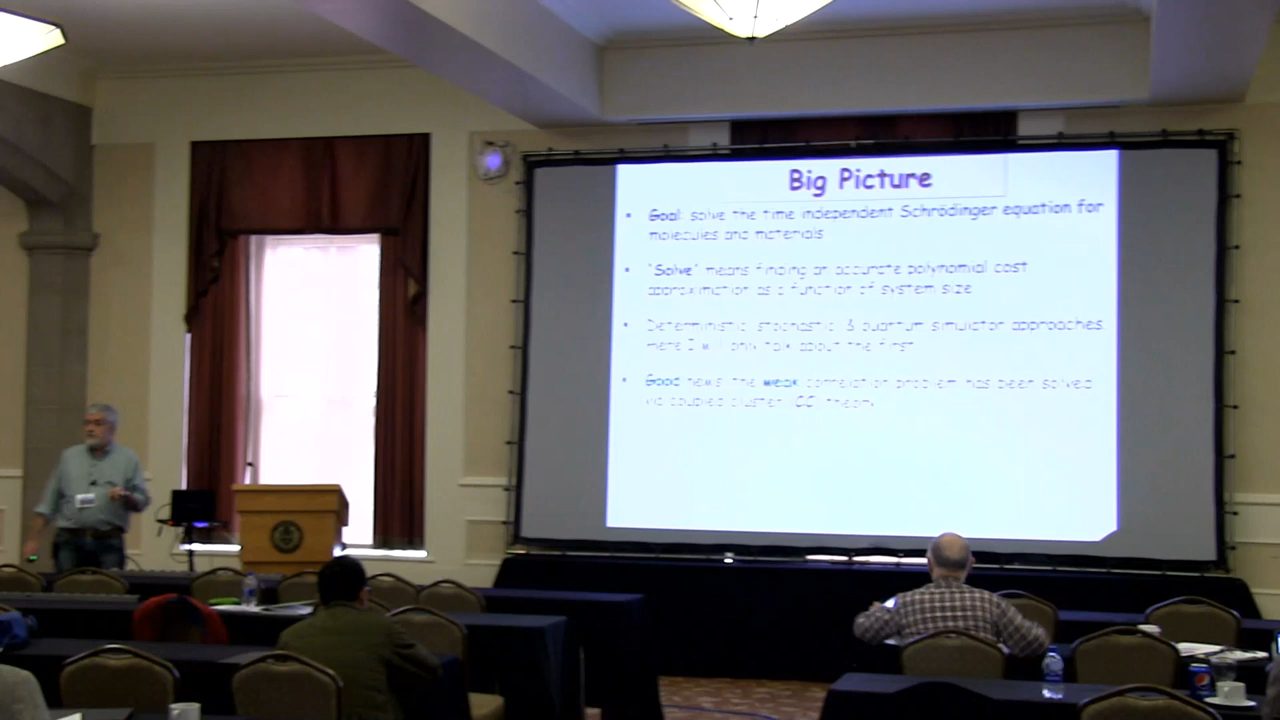 Big Picture
• Goal: solve the time independent Schrödinger equation for
molecules and materials
• 'Solve' means finding an accurate polynomial cost
approximation as a function of system size
• Deterministic, stochastic, & quantum simulator approaches.
Here I will only talk about the first
• Good news: the weak correlation problem has been solved
via coupled cluster (CC) theory